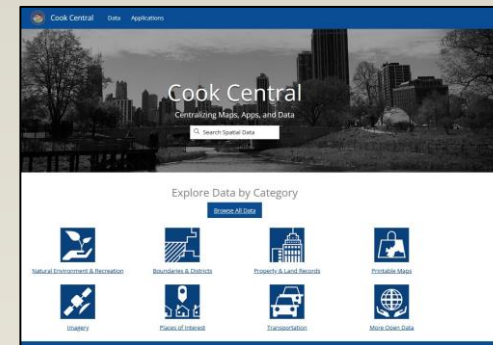 Cook Central Data Applications
Cook Central
Centralizing Maps, Apps, and Data
Search Spatial Data
Explore Data by Category
Browse All Data
Natural Environment & Recreation Boundaries & Districts Property & Land Records Printable Maps
Imagery Places of Interest Transportation More Open Data